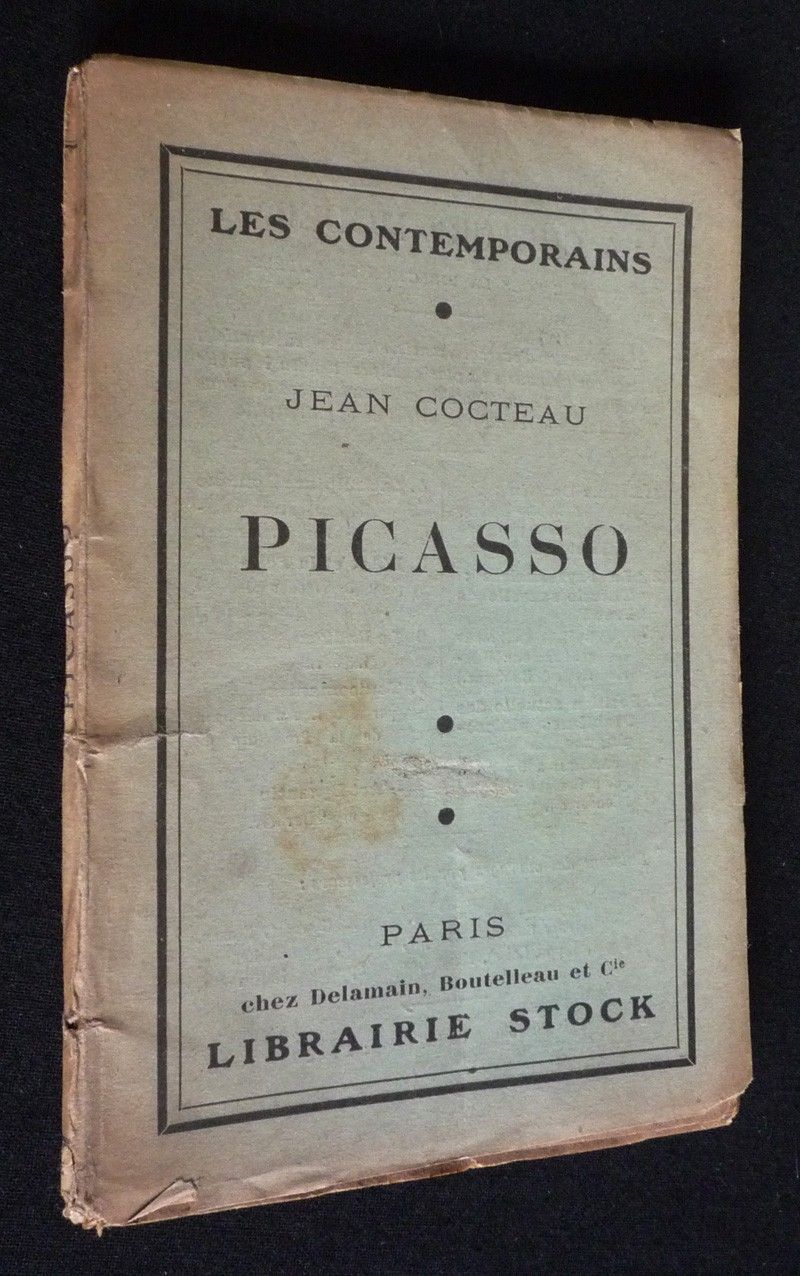 LES CONTEMPORAINS
JEAN COCTEAU
PICASSO
PARIS
chez Delamain, Boutelleau et Cie
LIBRAIRIE STOCK
PICASSO